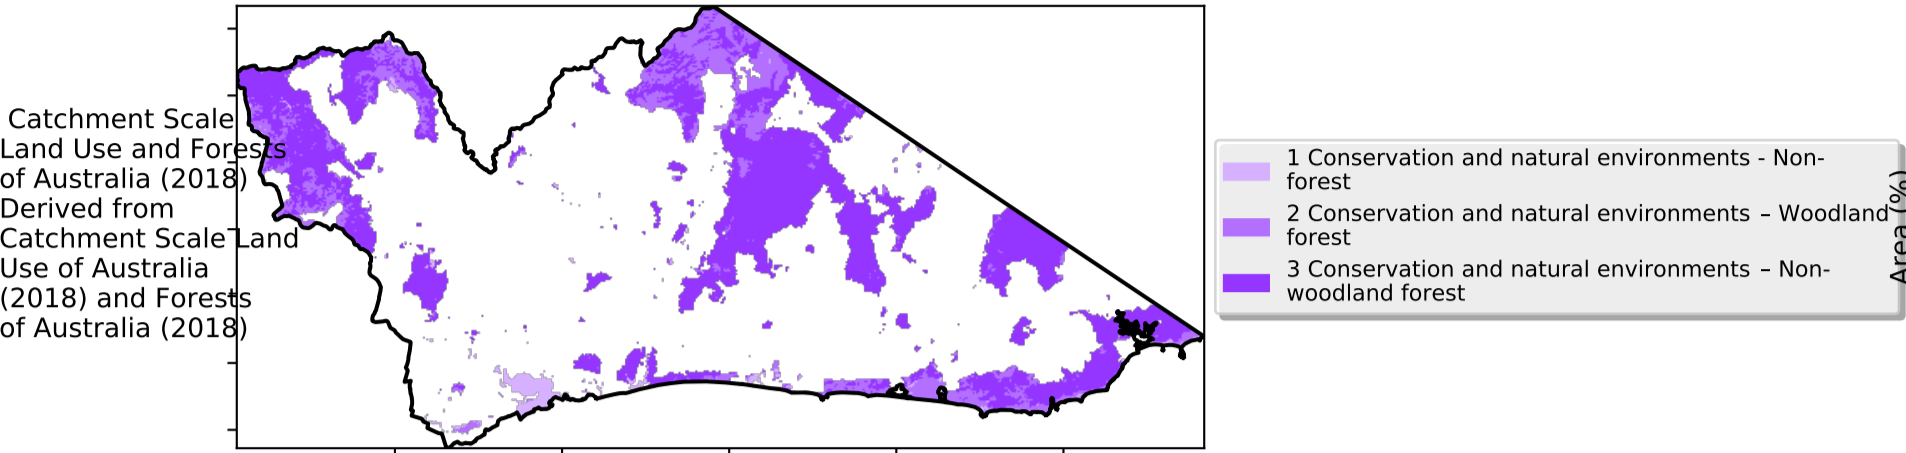 Catchment Scale
Land Use and Forests
of Australia (2018)
Derived from
Catchment Scale Land
Use of Australia
(2018) and Forests
of Australia (2018)
1 Conservation and natural environments - Non-
forest
2 Conservation and natural environments – Woodland
forest
3 Conservation and natural environments – Non-
woodland forest
Area (%)